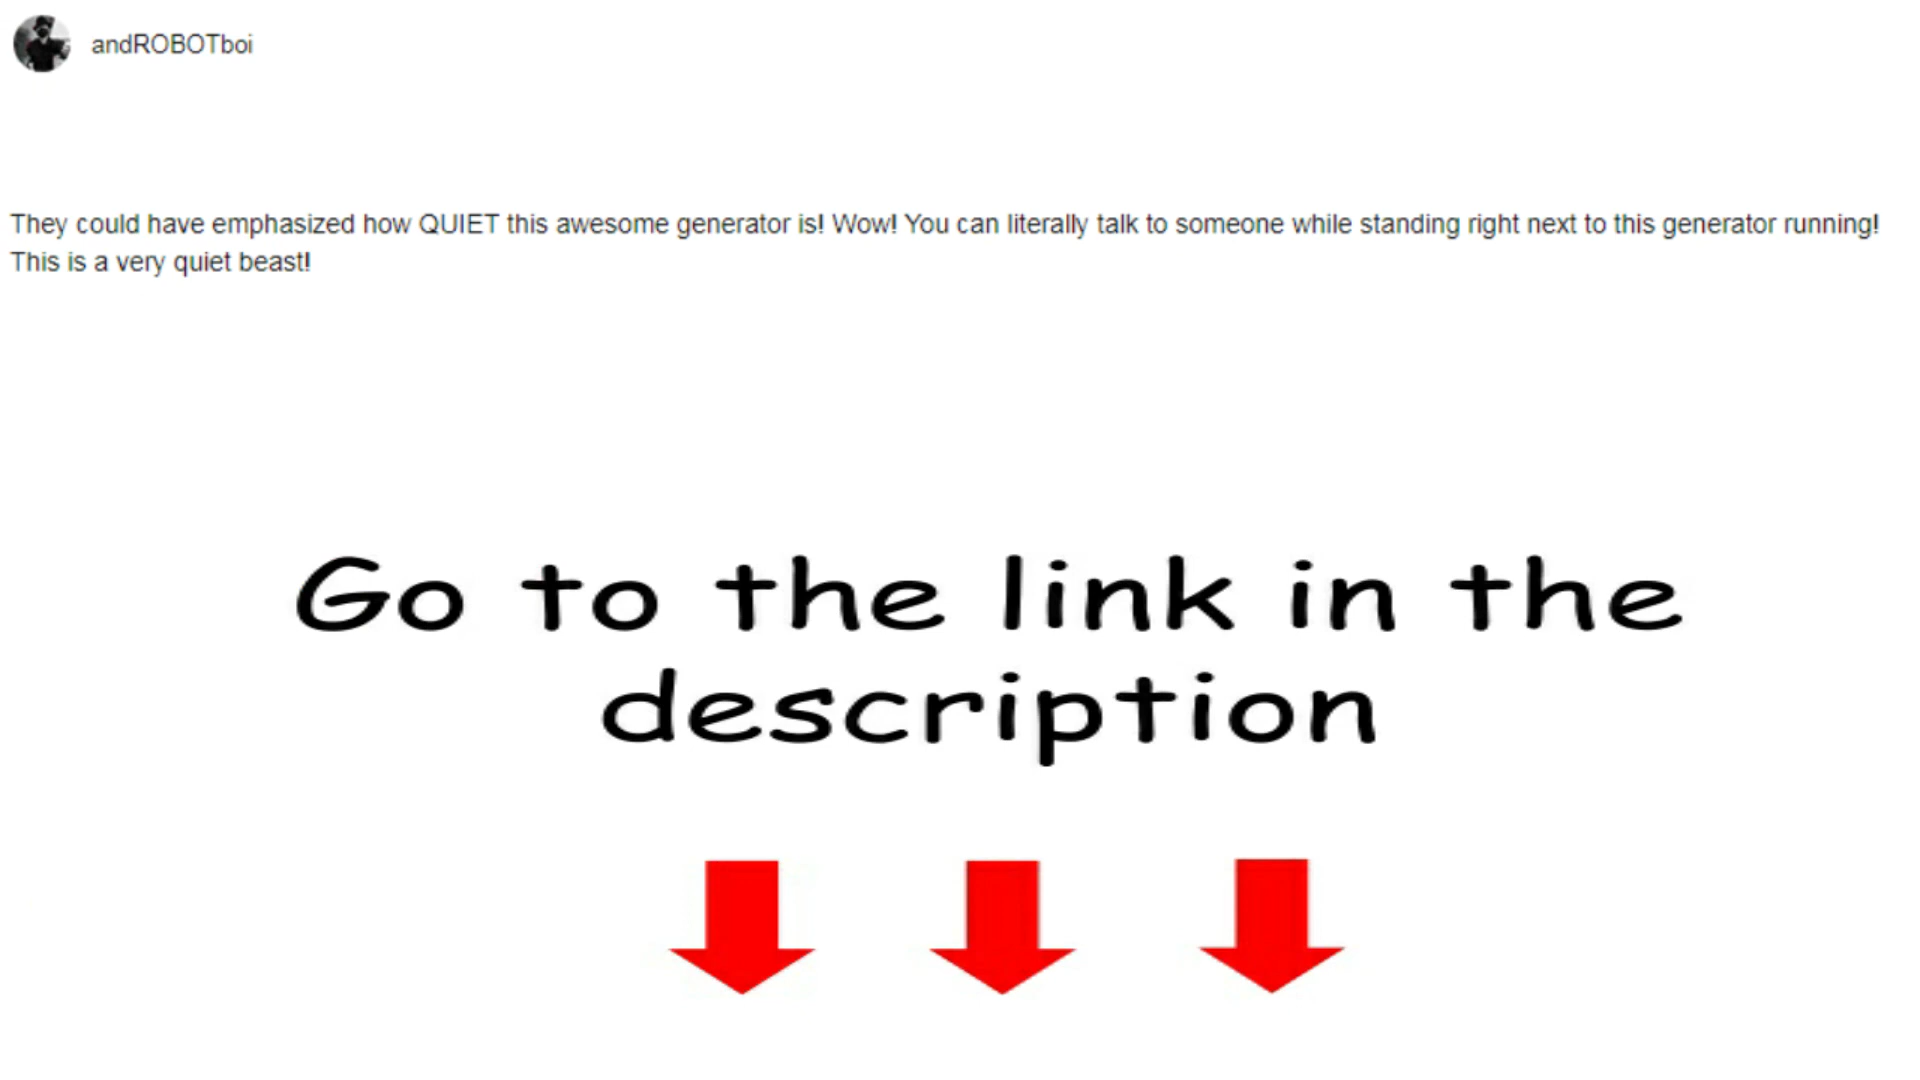 andROBOTboi
They could have emphasized how QUIET this awesome generator is! Wow! You can literally talk to someone while standing right next to this generator running!
This is a very quiet beast!
Go to the link in the
description